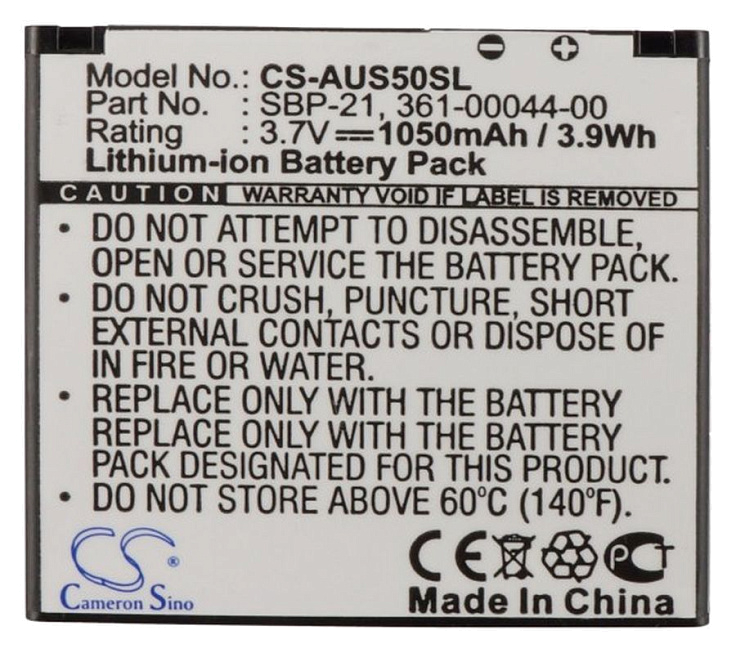 Model No.: CS-AUS50SL
Part No. : SBP-21, 361-00044-00
Rating : 3.7V 1050mAh / 3.9Wh
Lithium-ion Battery Pack
CAUTION WARRANTY VOID IF LABEL IS REMOVED
• DO NOT ATTEMPT TO DISASSEMBLE,
OPEN OR SERVICE THE BATTERY PACK.
• DO NOT CRUSH, PUNCTURE, SHORT
EXTERNAL CONTACTS OR DISPOSE OF
IN FIRE OR WATER.
• REPLACE ONLY WITH THE BATTERY
REPLACE ONLY WITH THE BATTERY
PACK DESIGNATED FOR THIS PRODUCT.
• DO NOT STORE ABOVE 60°C (140°F).
CS®
Cameron Sino
CE PCT
Made In China